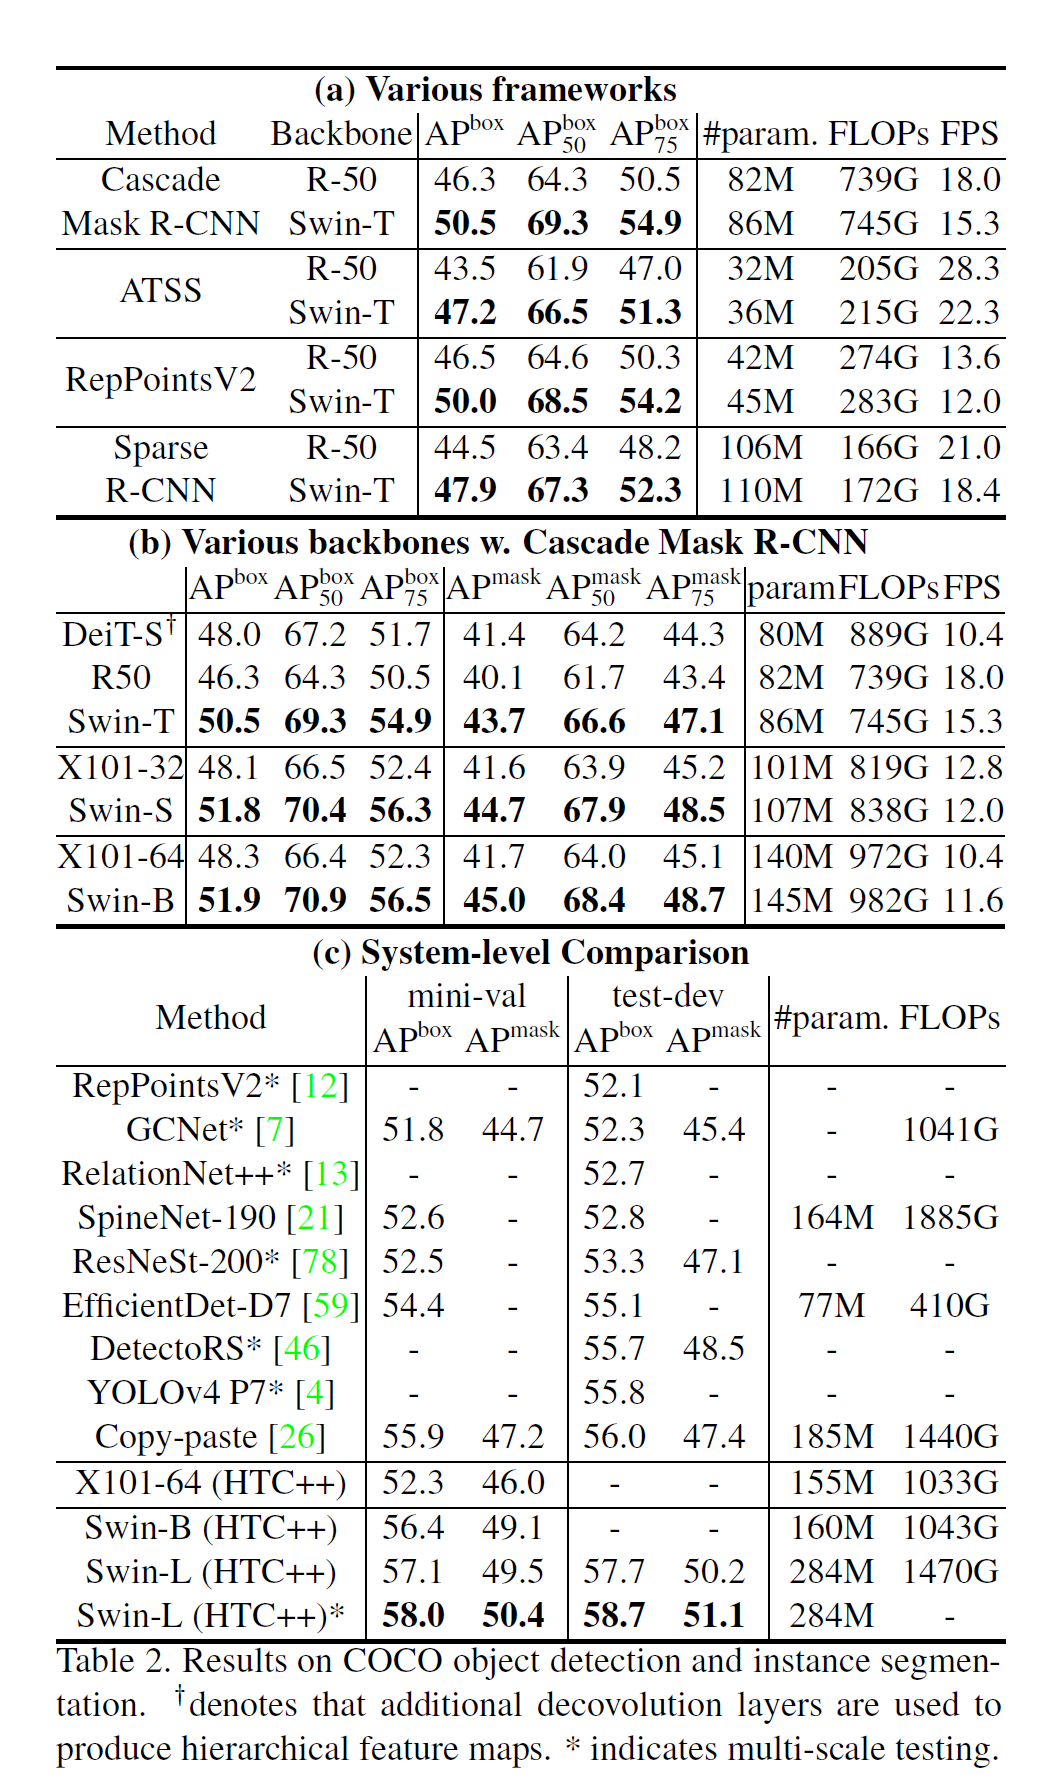 (a) Various frameworks
Method Backbone AP^box AP^box_50 AP^box_75 #param. FLOPs FPS
Cascade R-50 46.3 64.3 50.5 82M 739G 18.0
Mask R-CNN Swin-T 50.5 69.3 54.9 86M 745G 15.3
ATSS
R-50 43.5 61.9 47.0 32M 205G 28.3
Swin-T 47.2 66.5 51.3 36M 215G 22.3
RepPointsV2
R-50 46.5 64.6 50.3 42M 274G 13.6
Swin-T 50.0 68.5 54.2 45M 283G 12.0
Sparse R-50 44.5 63.4 48.2 106M 166G 21.0
R-CNN Swin-T 47.9 67.3 52.3 110M 172G 18.4
(b) Various backbones w. Cascade Mask R-CNN
AP^box AP^box_50 AP^box_75 AP^mask AP^mask_50 AP^mask_75 param FLOPs FPS
DeiT-S† 48.0 67.2 51.7 41.4 64.2 44.3 80M 889G 10.4
R50 46.3 64.3 50.5 40.1 61.7 43.4 82M 739G 18.0
Swin-T 50.5 69.3 54.9 43.7 66.6 47.1 86M 745G 15.3
X101-32 48.1 66.5 52.4 41.6 63.9 45.2 101M 819G 12.8
Swin-S 51.8 70.4 56.3 44.7 67.9 48.5 107M 838G 12.0
X101-64 48.3 66.4 52.3 41.7 64.0 45.1 140M 972G 10.4
Swin-B 51.9 70.9 56.5 45.0 68.4 48.7 145M 982G 11.6
(c) System-level Comparison
Method mini-val test-dev #param. FLOPs
AP^box AP^mask AP^box AP^mask
RepPointsV2* [12] - - 52.1 - - -
GCNet* [7] 51.8 44.7 52.3 45.4 - 1041G
RelationNet++* [13] - - 52.7 - - -
SpineNet-190 [21] 52.6 - 52.8 - 164M 1885G
ResNeSt-200* [78] 52.5 - 53.3 47.1 - -
EfficientDet-D7 [59] 54.4 - 55.1 - 77M 410G
DetectoRS* [46] - - 55.7 48.5 - -
YOLOv4 P7* [4] - - 55.8 - - -
Copy-paste [26] 55.9 47.2 56.0 47.4 185M 1440G
X101-64 (HTC++) 52.3 46.0 - - 155M 1033G
Swin-B (HTC++) 56.4 49.1 - - 160M 1043G
Swin-L (HTC++) 57.1 49.5 57.7 50.2 284M 1470G
Swin-L (HTC++)* 58.0 50.4 58.7 51.1 284M -
Table 2. Results on COCO object detection and instance segmen-
tation. †denotes that additional decovolution layers are used to
produce hierarchical feature maps. * indicates multi-scale testing.